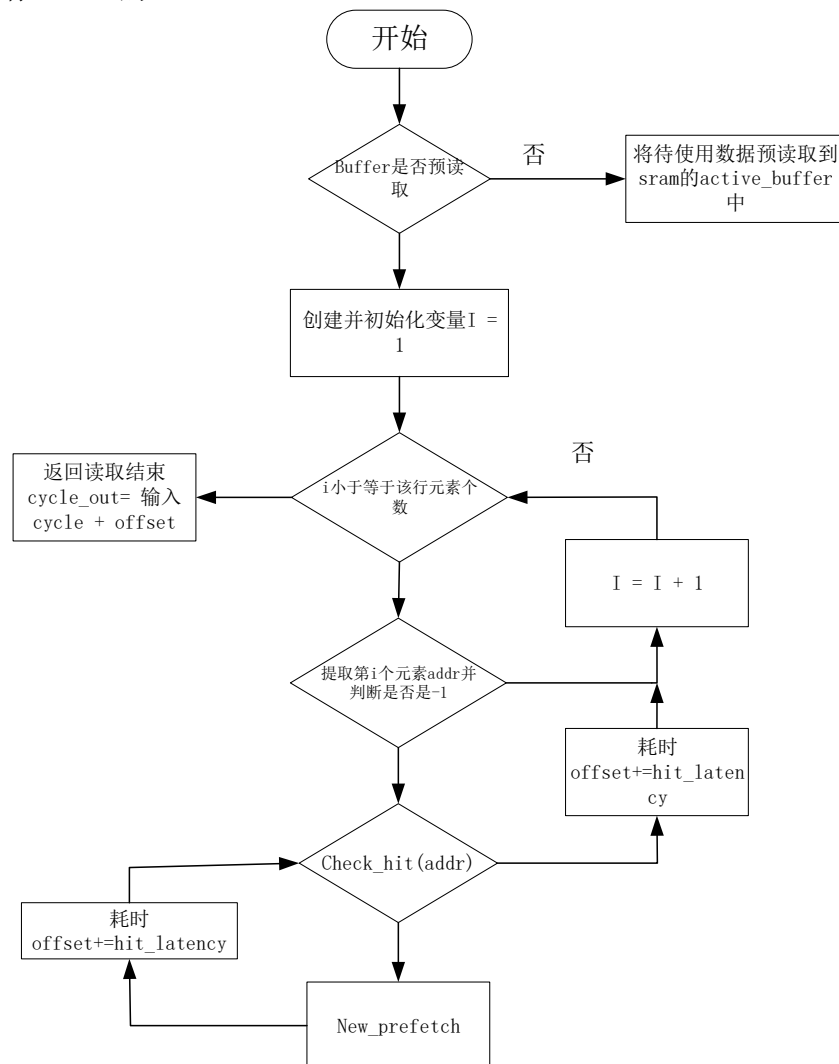 开始
Buffer是否预读
取
否
将待使用数据预读取到
sram的active_buffer
中
创建并初始化变量I =
1
否
返回读取结束
cycle_out= 输入
cycle + offset
i小于等于该行元素个
数
I = I + 1
提取第i个元素addr并
判断是否是-1
耗时
offset+=hit_laten
cy
Check_hit(addr)
耗时
offset+=hit_latency
New_prefetch